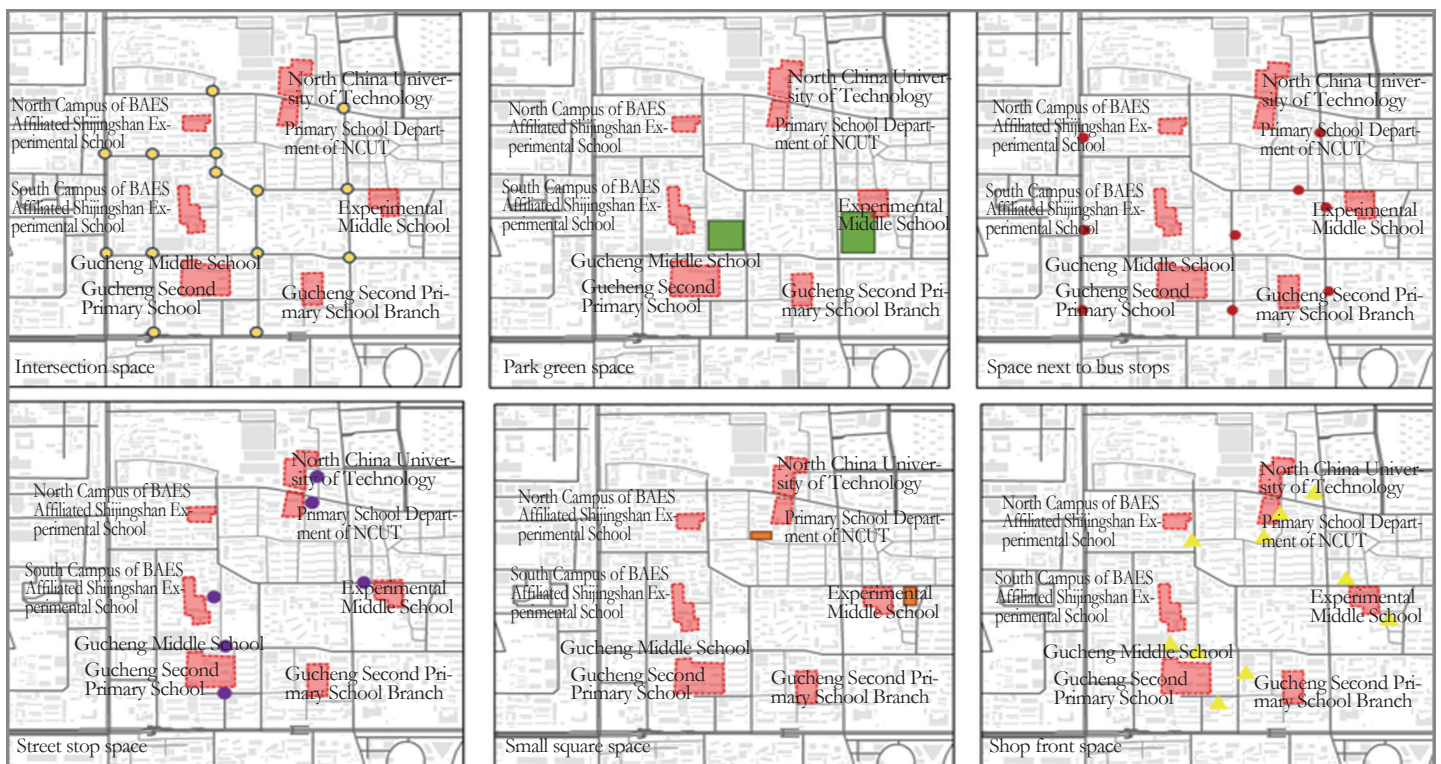 North China Univer-
sity of Technology
North Campus of BAES
Affiliated Shijingshan Ex-
perimental School
Primary School Depart-
ment of NCUT
South Campus of BAES
Affiliated Shijingshan Ex-
perimental School
Experimental
Middle School
Gucheng Middle School
Gucheng Second
Primary School
Gucheng Second Pri-
mary School Branch
Intersection space
North China Univer-
sity of Technology
North Campus of BAES
Affiliated Shijingshan Ex-
perimental School
Primary School Depart-
ment of NCUT
South Campus of BAES
Affiliated Shijingshan Ex-
perimental School
Experimental
Middle School
Gucheng Middle School
Gucheng Second
Primary School
Gucheng Second Pri-
mary School Branch
Park green space
North China Univer-
sity of Technology
North Campus of BAES
Affiliated Shijingshan Ex-
perimental School
Primary School Depart-
ment of NCUT
South Campus of BAES
Affiliated Shijingshan Ex-
perimental School
Experimental
Middle School
Gucheng Middle School
Gucheng Second
Primary School
Gucheng Second Pri-
mary School Branch
Space next to bus stops
North China Univer-
sity of Technology
North Campus of BAES
Affiliated Shijingshan Ex-
perimental School
Primary School Depart-
ment of NCUT
South Campus of BAES
Affiliated Shijingshan Ex-
perimental School
Experimental
Middle School
Gucheng Middle School
Gucheng Second
Primary School
Gucheng Second Pri-
mary School Branch
Street stop space
North China Univer-
sity of Technology
North Campus of BAES
Affiliated Shijingshan Ex-
perimental School
Primary School Depart-
ment of NCUT
South Campus of BAES
Affiliated Shijingshan Ex-
perimental School
Experimental
Middle School
Gucheng Middle School
Gucheng Second
Primary School
Gucheng Second Pri-
mary School Branch
Small square space
North China Univer-
sity of Technology
North Campus of BAES
Affiliated Shijingshan Ex-
perimental School
Primary School Depart-
ment of NCUT
South Campus of BAES
Affiliated Shijingshan Ex-
perimental School
Experimental
Middle School
Gucheng Middle School
Gucheng Second
Primary School
Gucheng Second Pri-
mary School Branch
Shop front space